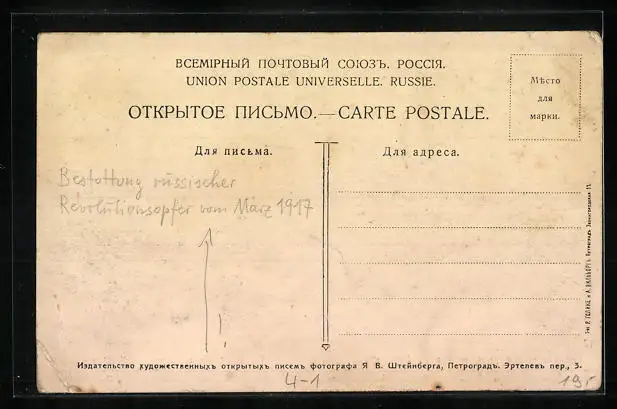 ВСЕМІРНЫЙ ПОЧТОВЫЙ СОЮЗЪ. РОССІЯ.
UNION POSTALE UNIVERSELLE. RUSSIE.
ОТКРЫТОЕ ПИСЬМО.—CARTE POSTALE.
Мѣсто
для
марки.
Для письма.
Для адреса.
Bestattung russischer
Revolutionsopfer vom März 1917
Издательство художественныхъ открытыхъ писемъ фотографа Я В. Штейнберга, Петроградъ. Эртелевъ пер., 3.
4-1